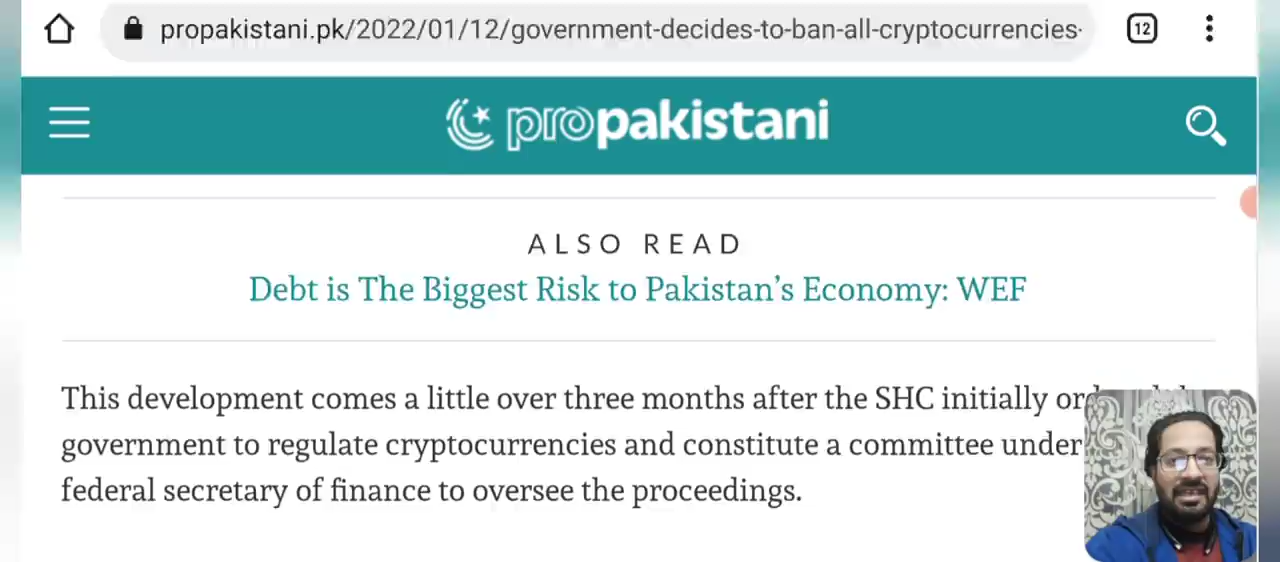 propakistani.pk/2022/01/12/government-decides-to-ban-all-cryptocurrencies-
12
propakistani
ALSO READ
Debt is The Biggest Risk to Pakistan's Economy: WEF
This development comes a little over three months after the SHC initially
government to regulate cryptocurrencies and constitute a committee under
federal secretary of finance to oversee the proceedings.